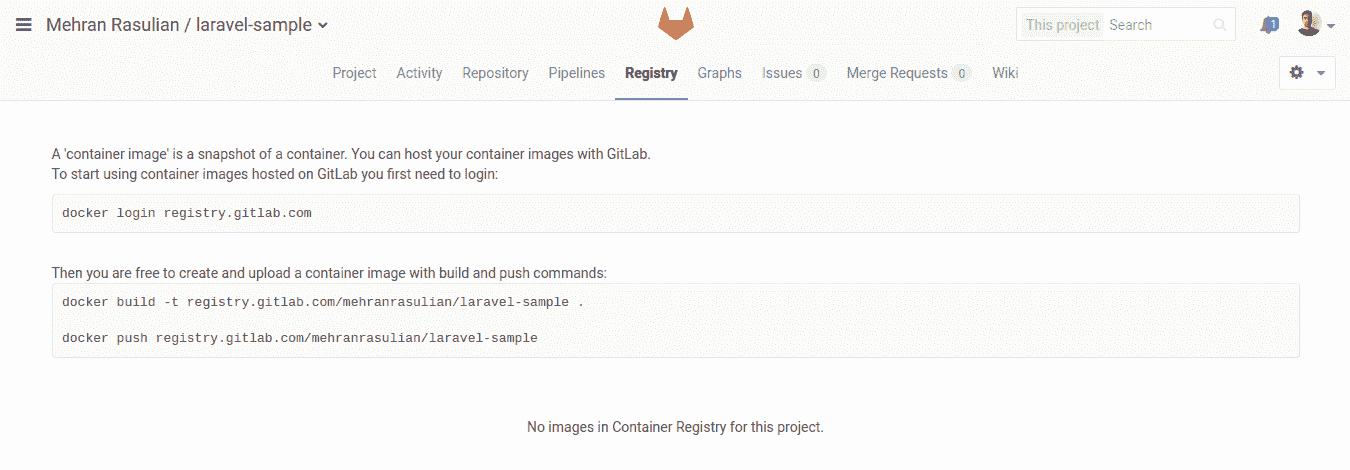 Mehran Rasulian / laravel-sample
This project Search
1
Project Activity Repository Pipelines Registry Graphs Issues 0 Merge Requests 0 Wiki
A 'container image' is a snapshot of a container. You can host your container images with GitLab.
To start using container images hosted on GitLab you first need to login:
docker login registry.gitlab.com
Then you are free to create and upload a container image with build and push commands:
docker build -t registry.gitlab.com/mehranrasulian/laravel-sample .
docker push registry.gitlab.com/mehranrasulian/laravel-sample
No images in Container Registry for this project.